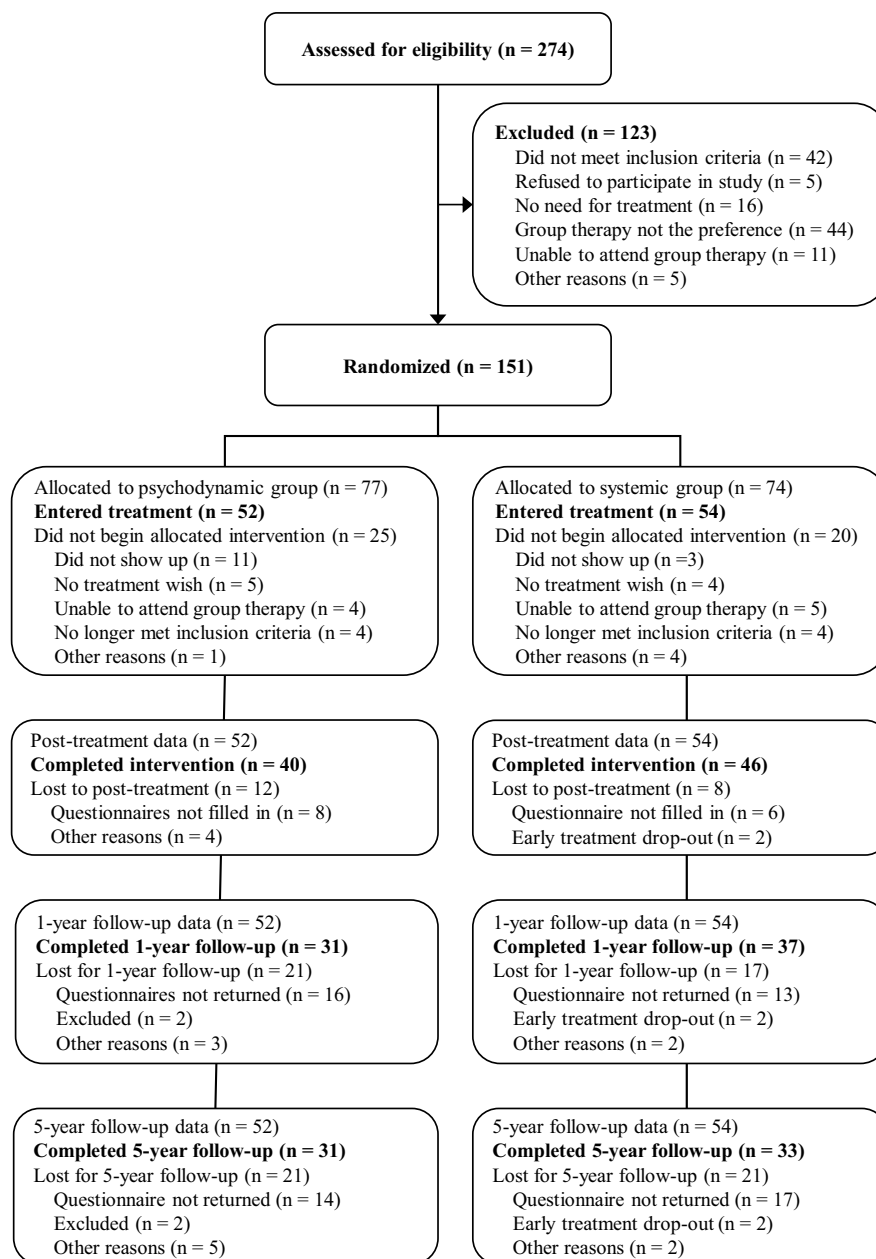 Assessed for eligibility (n = 274)
Excluded (n = 123)
Did not meet inclusion criteria (n = 42)
Refused to participate in study (n = 5)
No need for treatment (n = 16)
Group therapy not the preference (n = 44)
Unable to attend group therapy (n = 11)
Other reasons (n = 5)
Randomized (n = 151)
Allocated to psychodynamic group (n = 77)
Entered treatment (n = 52)
Did not begin allocated intervention (n = 25)
Did not show up (n = 11)
No treatment wish (n = 5)
Unable to attend group therapy (n = 4)
No longer met inclusion criteria (n = 4)
Other reasons (n = 1)
Allocated to systemic group (n = 74)
Entered treatment (n = 54)
Did not begin allocated intervention (n = 20)
Did not show up (n =3)
No treatment wish (n = 4)
Unable to attend group therapy (n = 5)
No longer met inclusion criteria (n = 4)
Other reasons (n = 4)
Post-treatment data (n = 52)
Completed intervention (n = 40)
Lost to post-treatment (n = 12)
Questionnaires not filled in (n = 8)
Other reasons (n = 4)
Post-treatment data (n = 54)
Completed intervention (n = 46)
Lost to post-treatment (n = 8)
Questionnaire not filled in (n = 6)
Early treatment drop-out (n = 2)
1-year follow-up data (n = 52)
Completed 1-year follow-up (n = 31)
Lost for 1-year follow-up (n = 21)
Questionnaires not returned (n = 16)
Excluded (n = 2)
Other reasons (n = 3)
1-year follow-up data (n = 54)
Completed 1-year follow-up (n = 37)
Lost for 1-year follow-up (n = 17)
Questionnaire not returned (n = 13)
Early treatment drop-out (n = 2)
Other reasons (n = 2)
5-year follow-up data (n = 52)
Completed 5-year follow-up (n = 31)
Lost for 5-year follow-up (n = 21)
Questionnaire not returned (n = 14)
Excluded (n = 2)
Other reasons (n = 5)
5-year follow-up data (n = 54)
Completed 5-year follow-up (n = 33)
Lost for 5-year follow-up (n = 21)
Questionnaire not returned (n = 17)
Early treatment drop-out (n = 2)
Other reasons (n = 2)